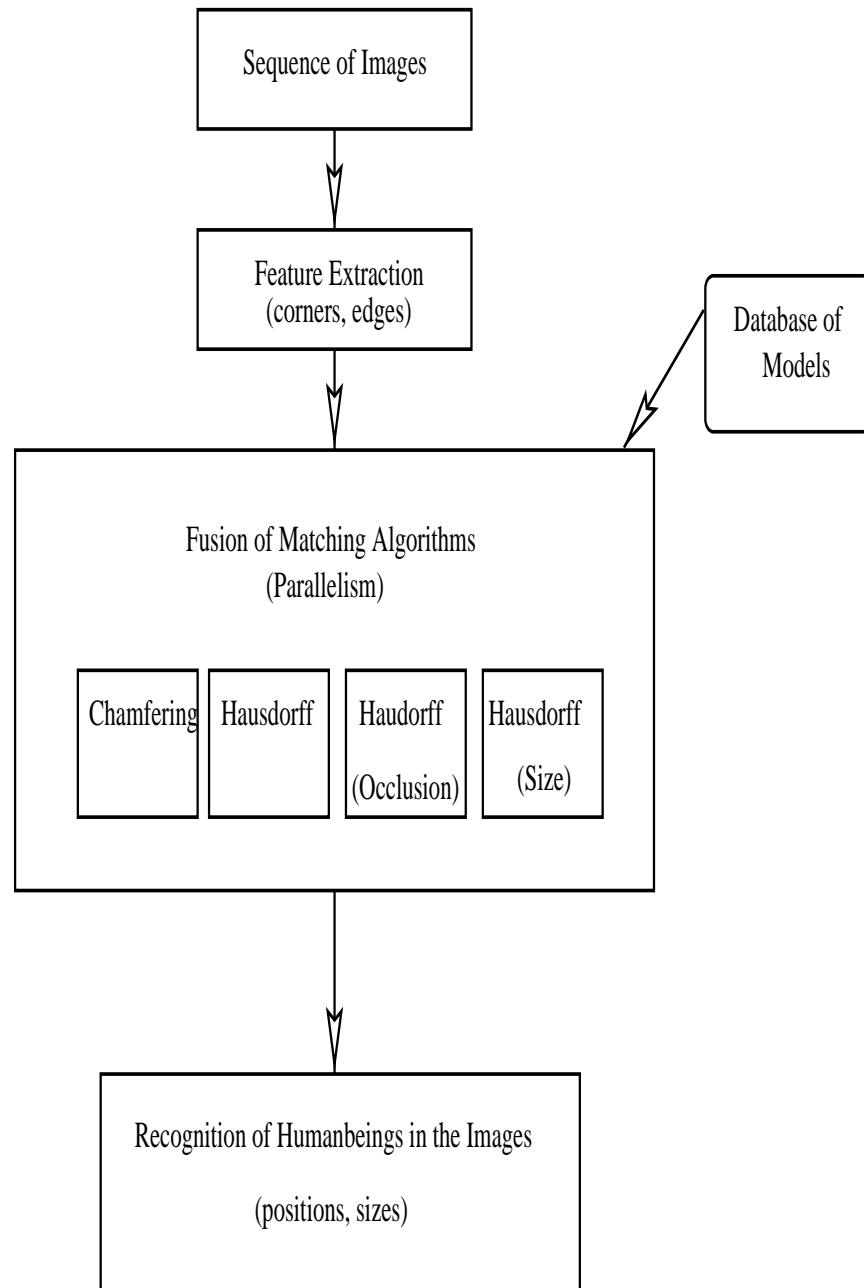 Sequence of Images
Feature Extraction
(corners, edges)
Database of
Models
Fusion of Matching Algorithms
(Parallelism)
Chamfering
Hausdorff
Haudorff
(Occlusion)
Hausdorff
(Size)
Recognition of Humanbeings in the Images
(positions, sizes)